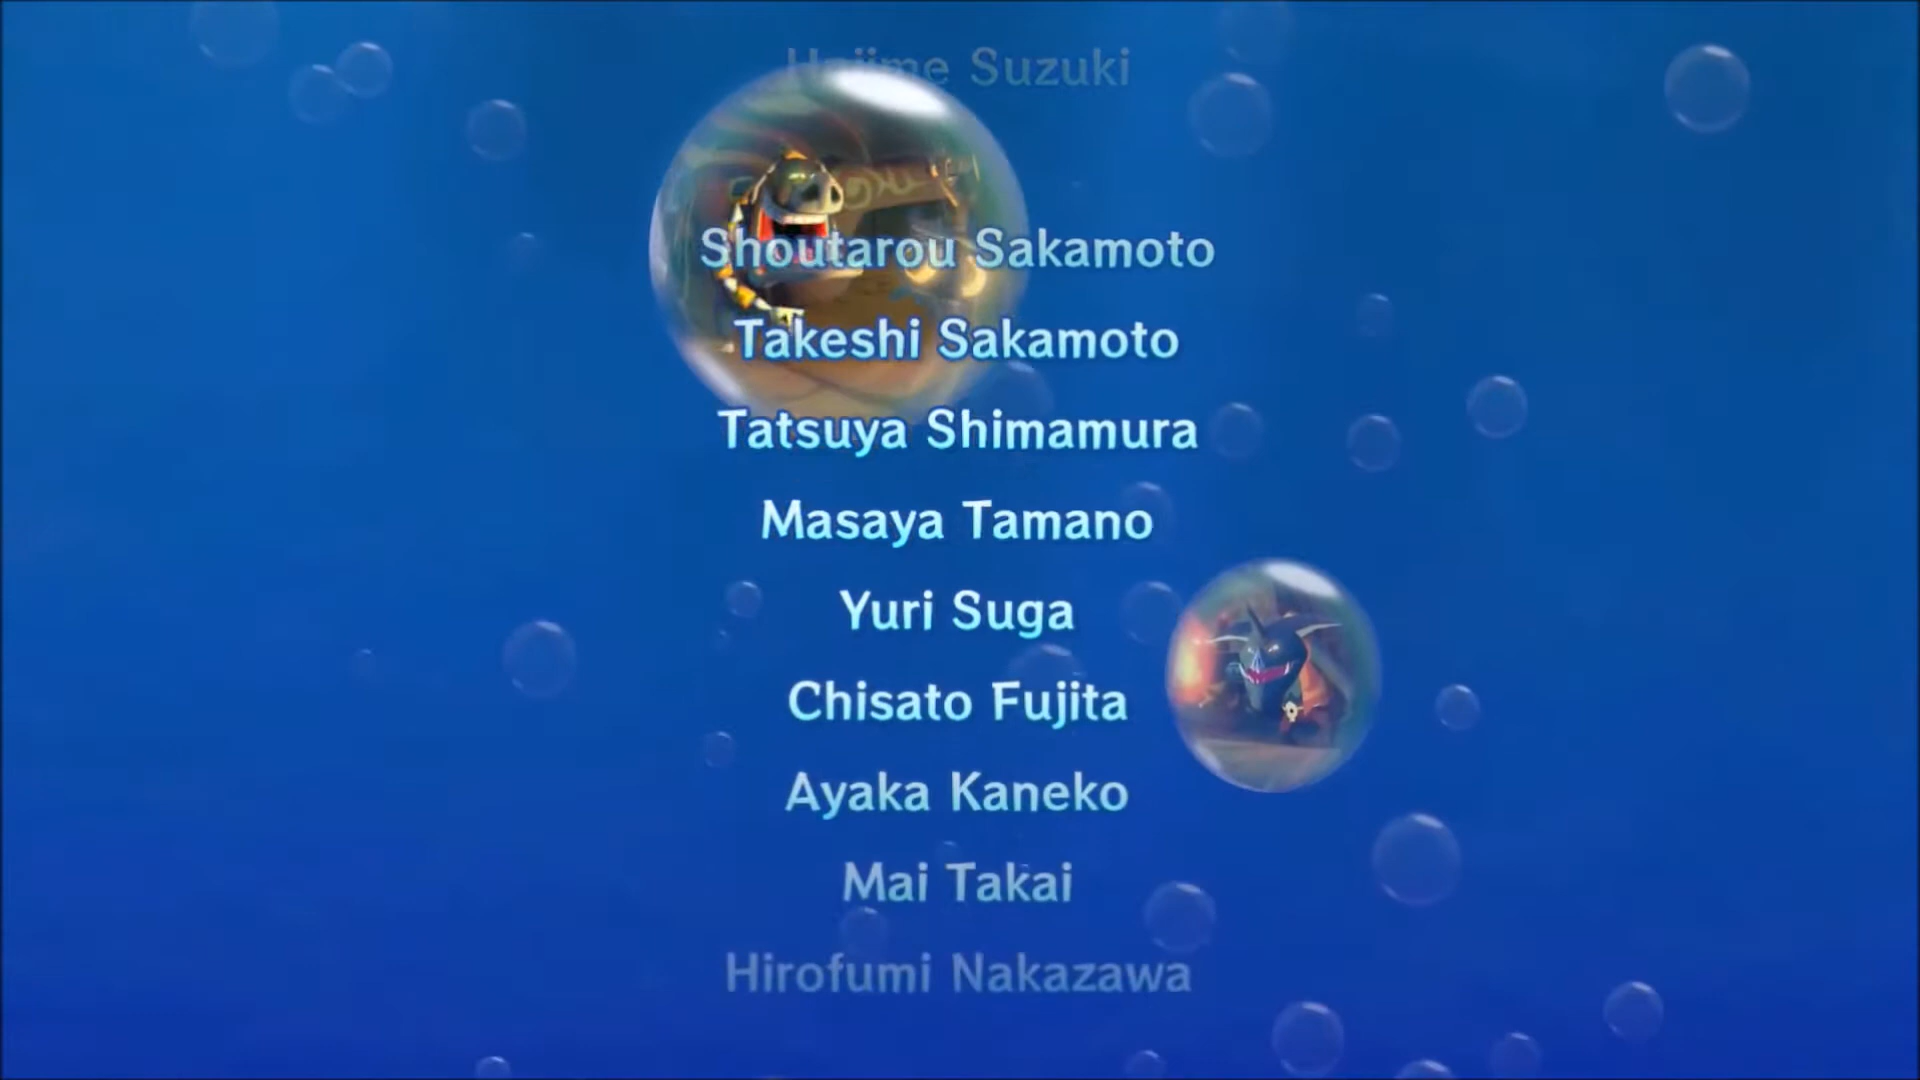 Hajime Suzuki
Shoutarou Sakamoto
Takeshi Sakamoto
Tatsuya Shimamura
Masaya Tamano
Yuri Suga
Chisato Fujita
Ayaka Kaneko
Mai Takai
Hirofumi Nakazawa